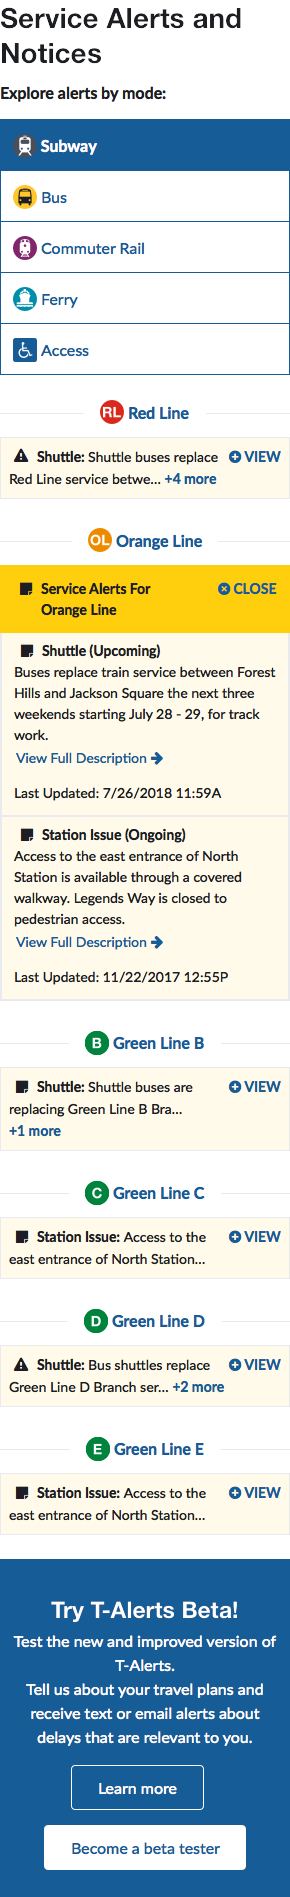 Service Alerts and
Notices
Explore alerts by mode:
Subway
Bus
Commuter Rail
Ferry
Access
RL Red Line
Shuttle: Shuttle buses replace VIEW
Red Line service betwe... +4 more
OL Orange Line
Service Alerts For CLOSE
Orange Line
Shuttle (Upcoming)
Buses replace train service between Forest
Hills and Jackson Square the next three
weekends starting July 28 - 29, for track
work.
View Full Description
Last Updated: 7/26/2018 11:59A
Station Issue (Ongoing)
Access to the east entrance of North
Station is available through a covered
walkway. Legends Way is closed to
pedestrian access.
View Full Description
Last Updated: 11/22/2017 12:55P
B Green Line B
Shuttle: Shuttle buses are VIEW
replacing Green Line B Bra...
+1 more
C Green Line C
Station Issue: Access to the VIEW
east entrance of North Station...
D Green Line D
Shuttle: Bus shuttles replace VIEW
Green Line D Branch ser... +2 more
E Green Line E
Station Issue: Access to the VIEW
east entrance of North Station...
Try T-Alerts Beta!
Test the new and improved version of
T-Alerts.
Tell us about your travel plans and
receive text or email alerts about
delays that are relevant to you.
Learn more
Become a beta tester